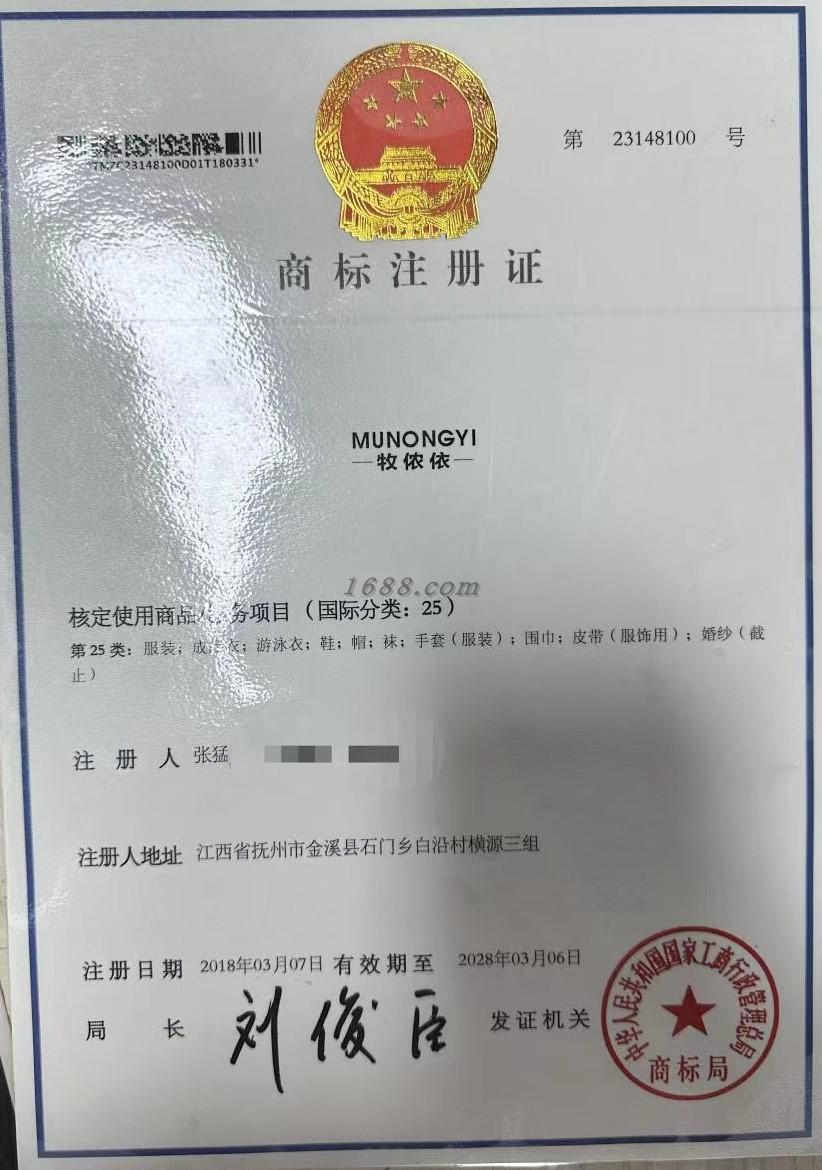 第 23148100 号
*TMZC23148100D01T180331*
商标注册证
MUNONGYI
—牧侬依—
1688.com
核定使用商品 务项目（国际分类：25）
第 25 类：服装；成 衣；游泳衣；鞋；帽；袜；手套（服装）；围巾；皮带（服饰用）；婚纱（截
止）
注册人 张猛
注册人地址 江西省抚州市金溪县石门乡白沿村横源三组
注册日期 2018年03月07日 有效期至 2028年03月06日
局长 刘俊臣 发证机关
中华人民共和国国家工商行政管理总局
商标局